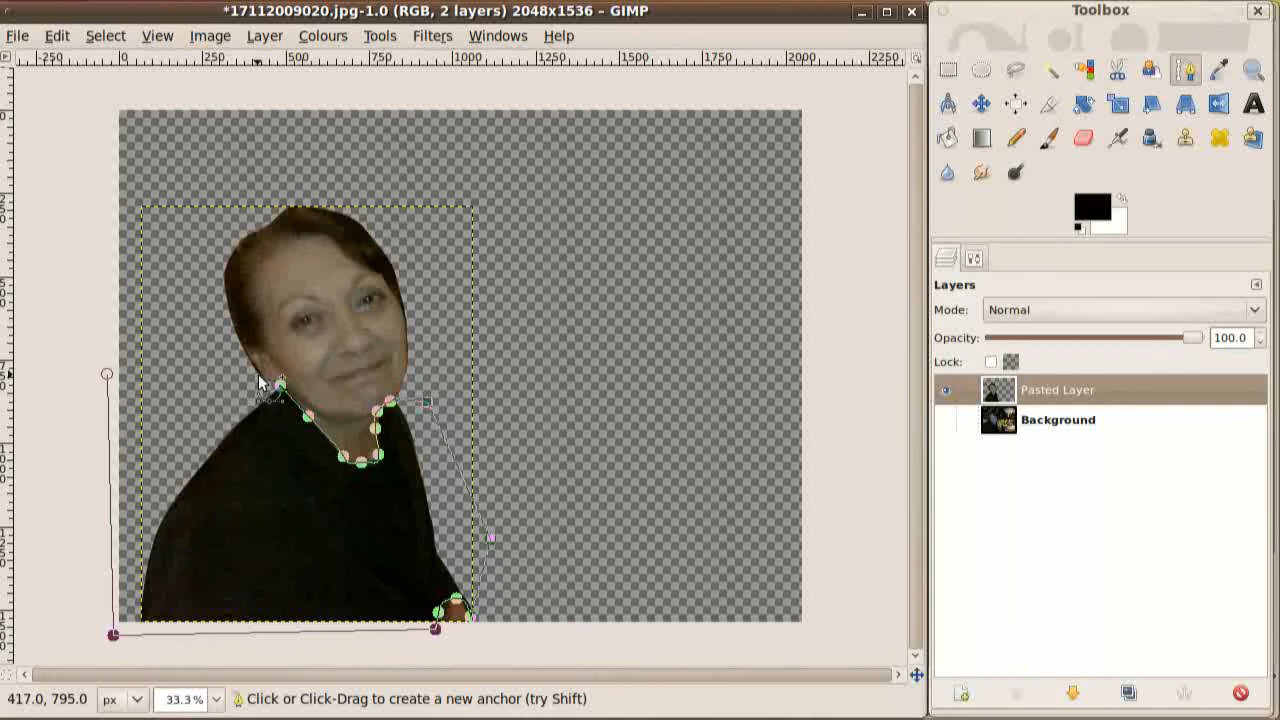 *17112009020.jpg-1.0 (RGB, 2 layers) 2048x1536 – GIMP
Toolbox
File Edit Select View Image Layer Colours Tools Filters Windows Help
-250 0 250 500 750 1000 1250 1500 1750 2000 2250
Layers
Mode: Normal
Opacity: 100.0
Lock:
Pasted Layer
Background
417.0, 795.0 px 33.3% Click or Click-Drag to create a new anchor (try Shift)